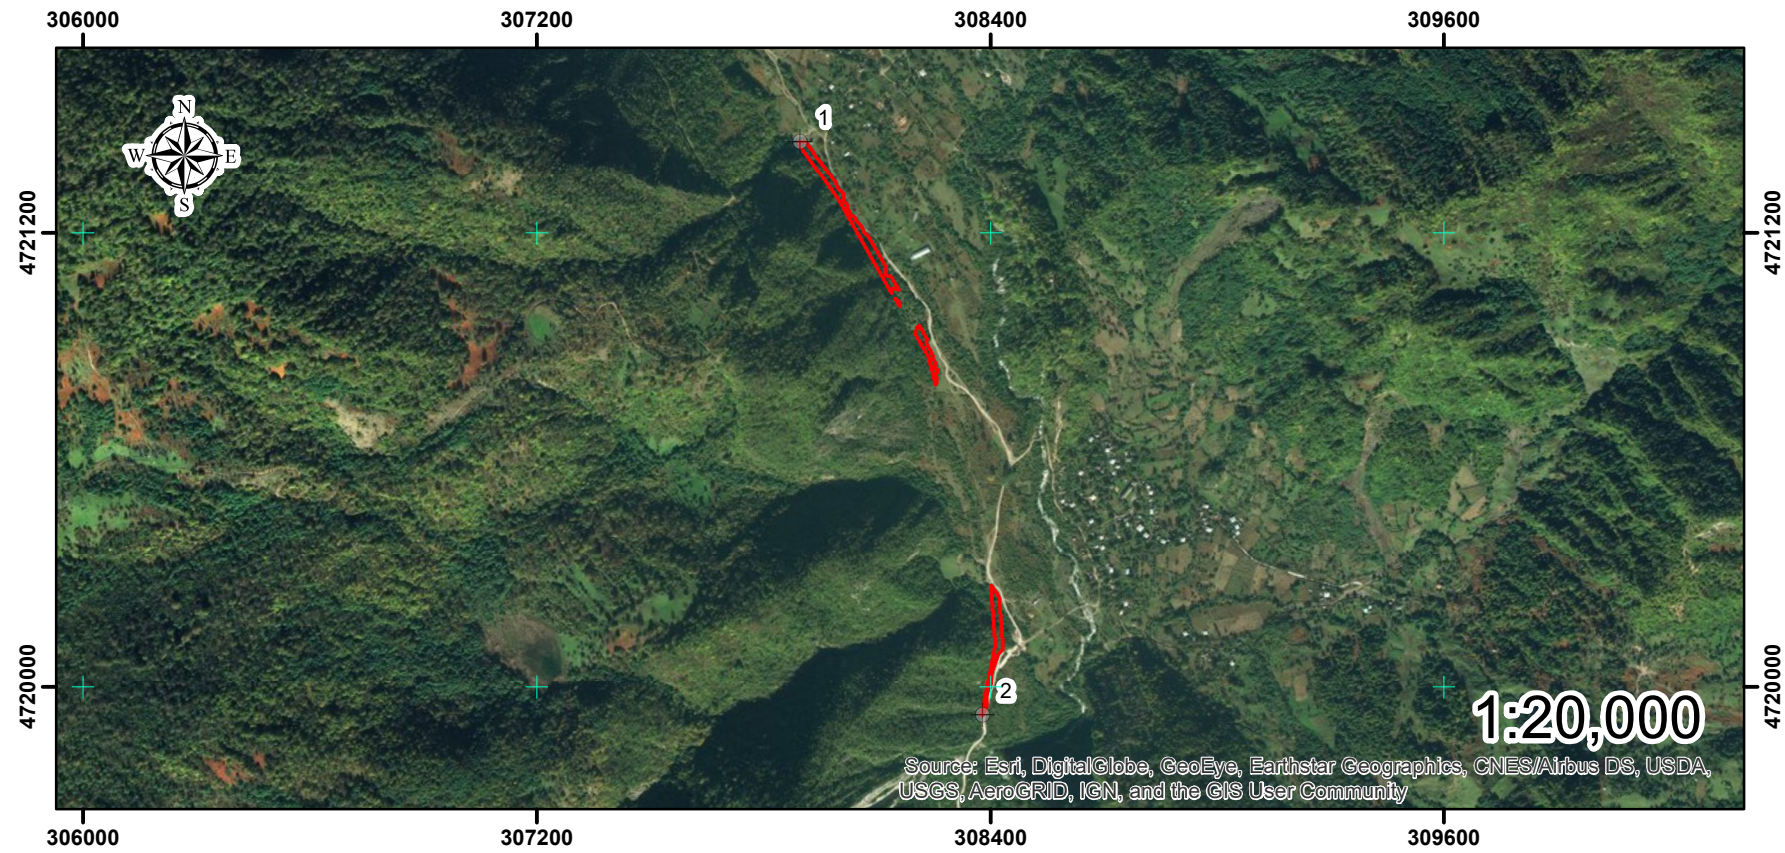 306000 307200 308400 309600
N
W E
S
1
4721200 4721200
4720000 4720000
2
1:20,000
Source: Esri, DigitalGlobe, GeoEye, Earthstar Geographics, CNES/Airbus DS, USDA,
USGS, AeroGRID, IGN, and the GIS User Community
306000 307200 308400 309600